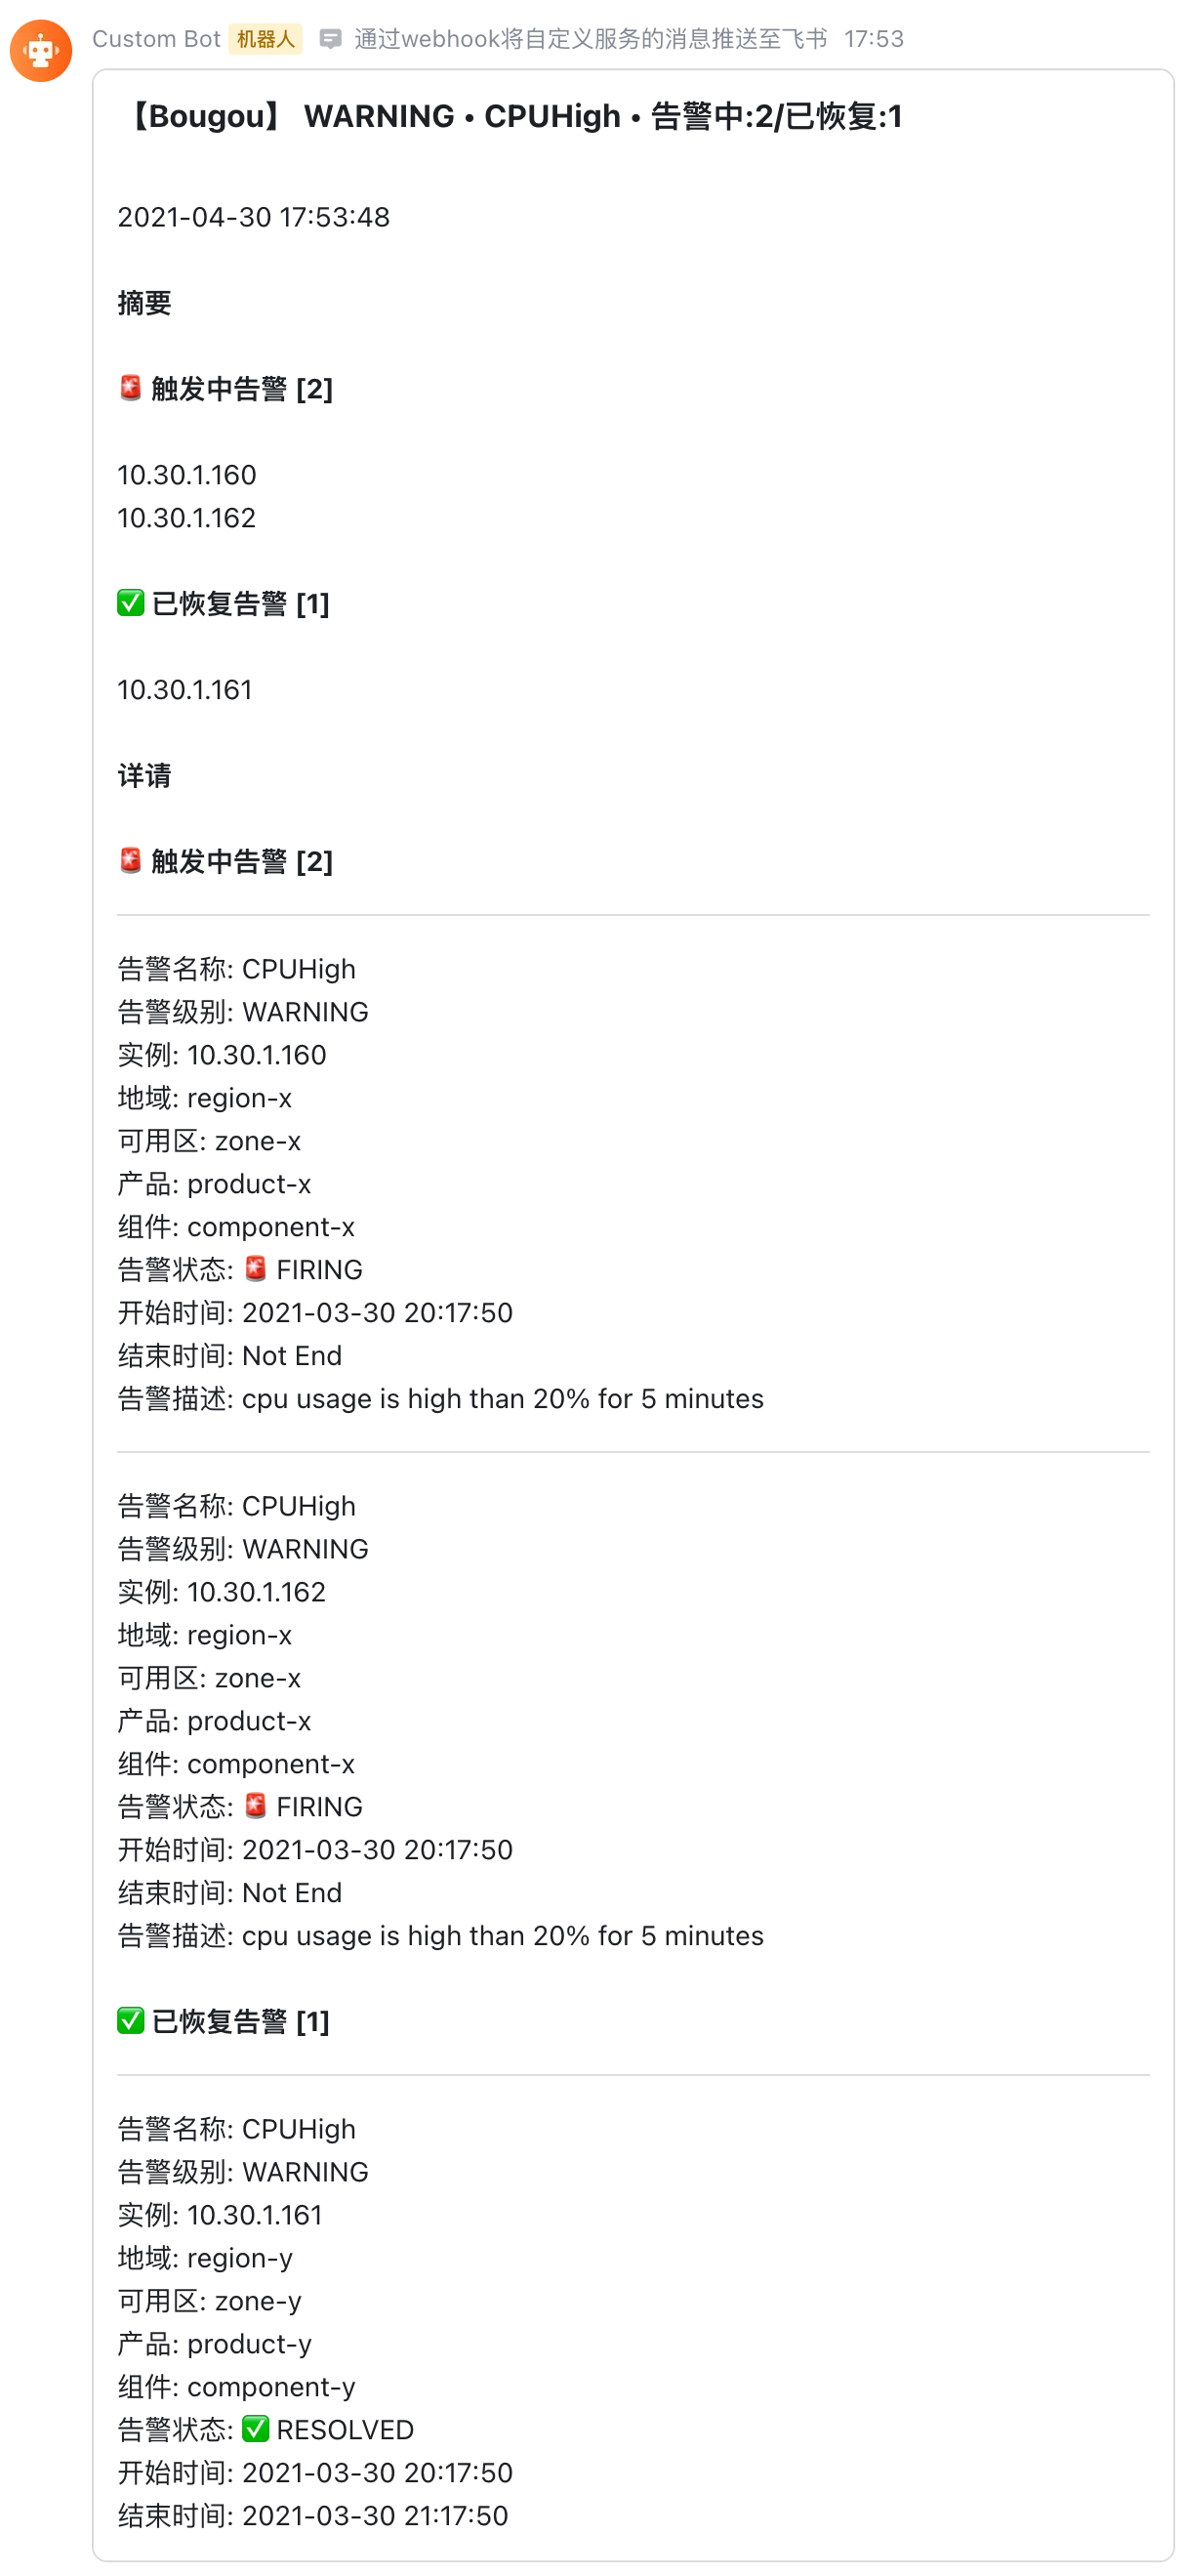 Custom Bot 机器人 通过webhook将自定义服务的消息推送至飞书 17:53
【Bougou】 WARNING • CPUHigh • 告警中:2/已恢复:1
2021-04-30 17:53:48
摘要
🚨 触发中告警 [2]
10.30.1.160
10.30.1.162
✅ 已恢复告警 [1]
10.30.1.161
详请
🚨 触发中告警 [2]
告警名称: CPUHigh
告警级别: WARNING
实例: 10.30.1.160
地域: region-x
可用区: zone-x
产品: product-x
组件: component-x
告警状态: 🚨 FIRING
开始时间: 2021-03-30 20:17:50
结束时间: Not End
告警描述: cpu usage is high than 20% for 5 minutes
告警名称: CPUHigh
告警级别: WARNING
实例: 10.30.1.162
地域: region-x
可用区: zone-x
产品: product-x
组件: component-x
告警状态: 🚨 FIRING
开始时间: 2021-03-30 20:17:50
结束时间: Not End
告警描述: cpu usage is high than 20% for 5 minutes
✅ 已恢复告警 [1]
告警名称: CPUHigh
告警级别: WARNING
实例: 10.30.1.161
地域: region-y
可用区: zone-y
产品: product-y
组件: component-y
告警状态: ✅ RESOLVED
开始时间: 2021-03-30 20:17:50
结束时间: 2021-03-30 21:17:50